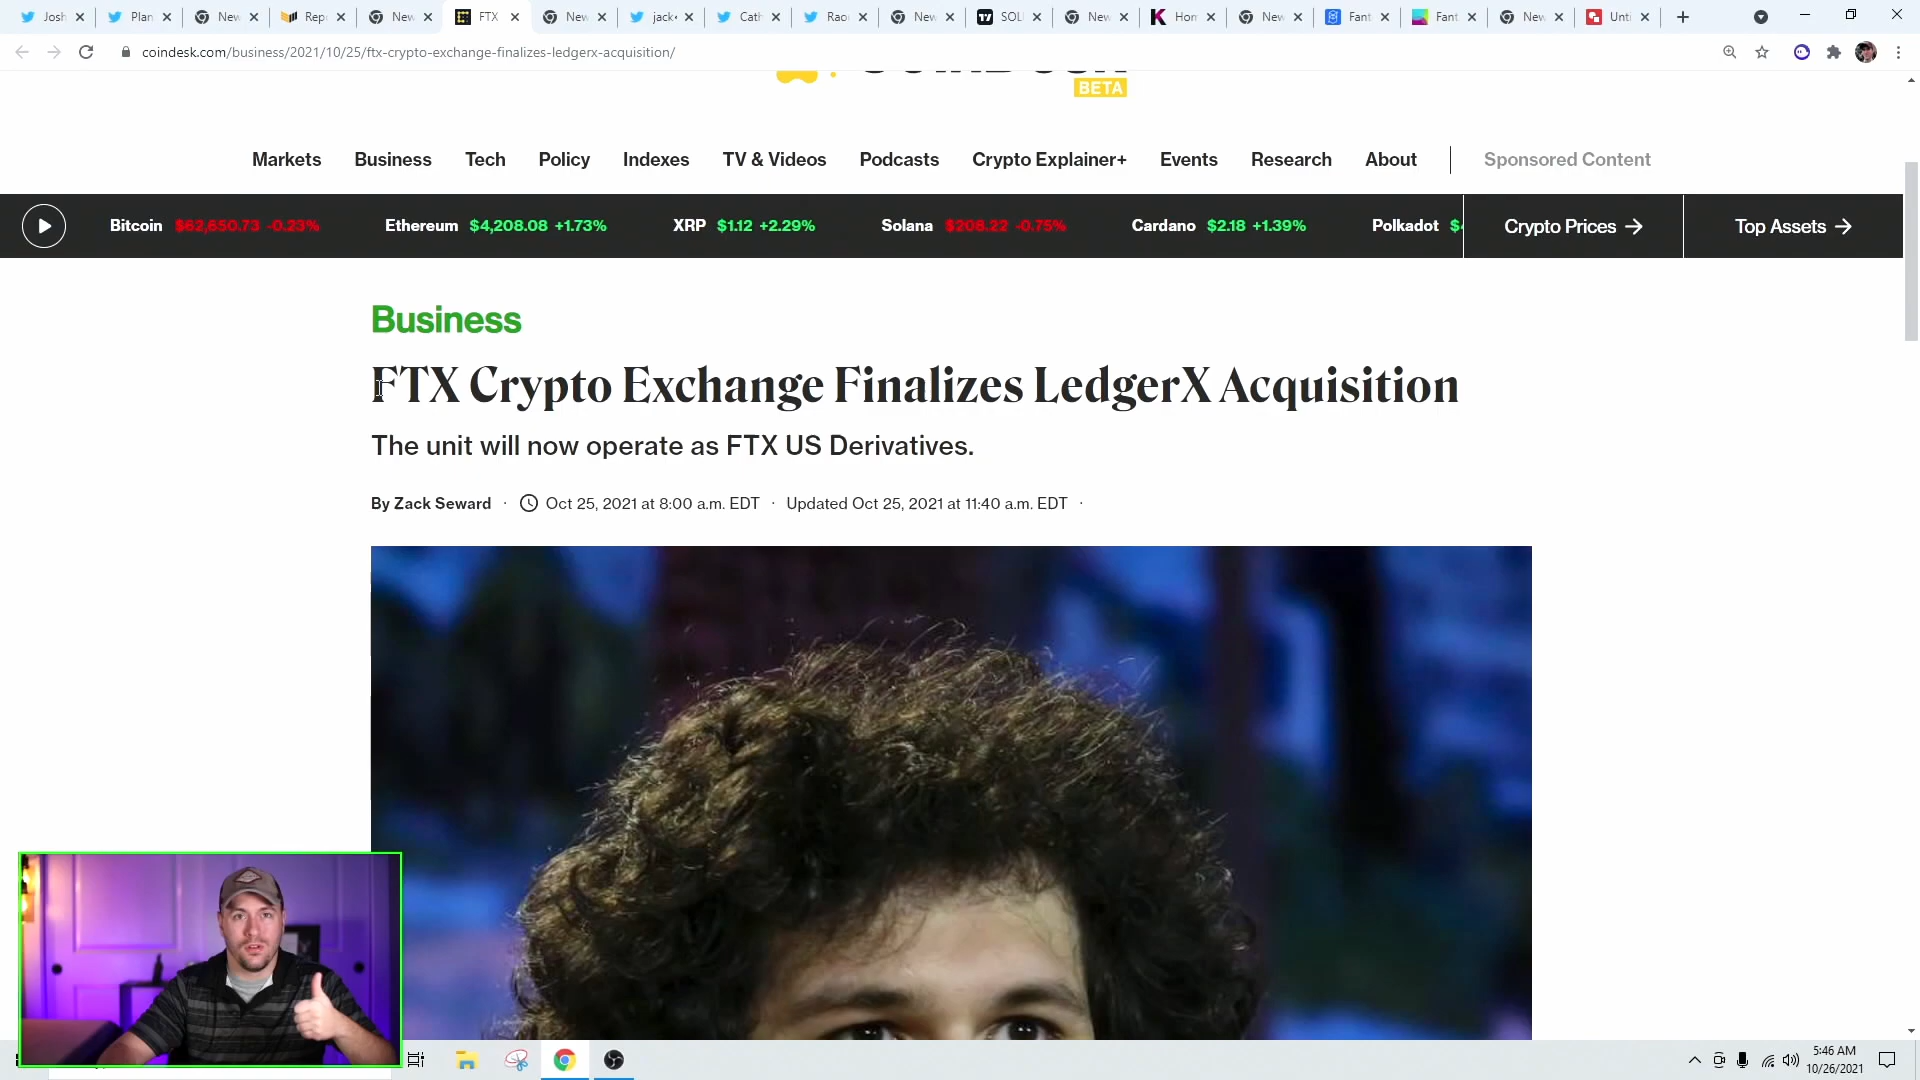 Josh
Plan
New
Repo
New
FTX
New
jack
Cath
Raou
New
SOL
New
Hom
New
Fant
Fant
New
Unti
coindesk.com/business/2021/10/25/ftx-crypto-exchange-finalizes-ledgerx-acquisition/
BETA
Markets Business Tech Policy Indexes TV & Videos Podcasts Crypto Explainer+ Events Research About Sponsored Content
Bitcoin $62,650.73 -0.23% Ethereum $4,208.08 +1.73% XRP $1.12 +2.29% Solana $208.22 -0.75% Cardano $2.18 +1.39% Polkadot Crypto Prices → Top Assets →
Business
FTX Crypto Exchange Finalizes LedgerX Acquisition
The unit will now operate as FTX US Derivatives.
By Zack Seward · Oct 25, 2021 at 8:00 a.m. EDT · Updated Oct 25, 2021 at 11:40 a.m. EDT ·
5:46 AM
10/26/2021